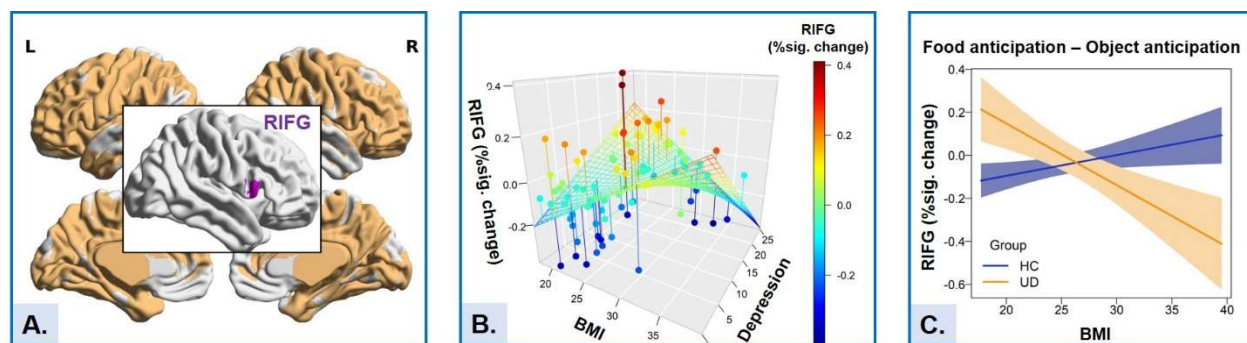 L
R
RIFG
A.
RIFG
(%sig. change)
0.4
0.2
0.0
-0.2
RIFG (%sig. change)
0.4
0.2
0.0
-0.2
20
25
30
35
BMI
5
10
15
20
25
Depression
B.
Food anticipation – Object anticipation
RIFG (%sig. change)
0.4
0.2
0.0
-0.2
-0.4
-0.6
Group
HC
UD
20
30
40
BMI
C.